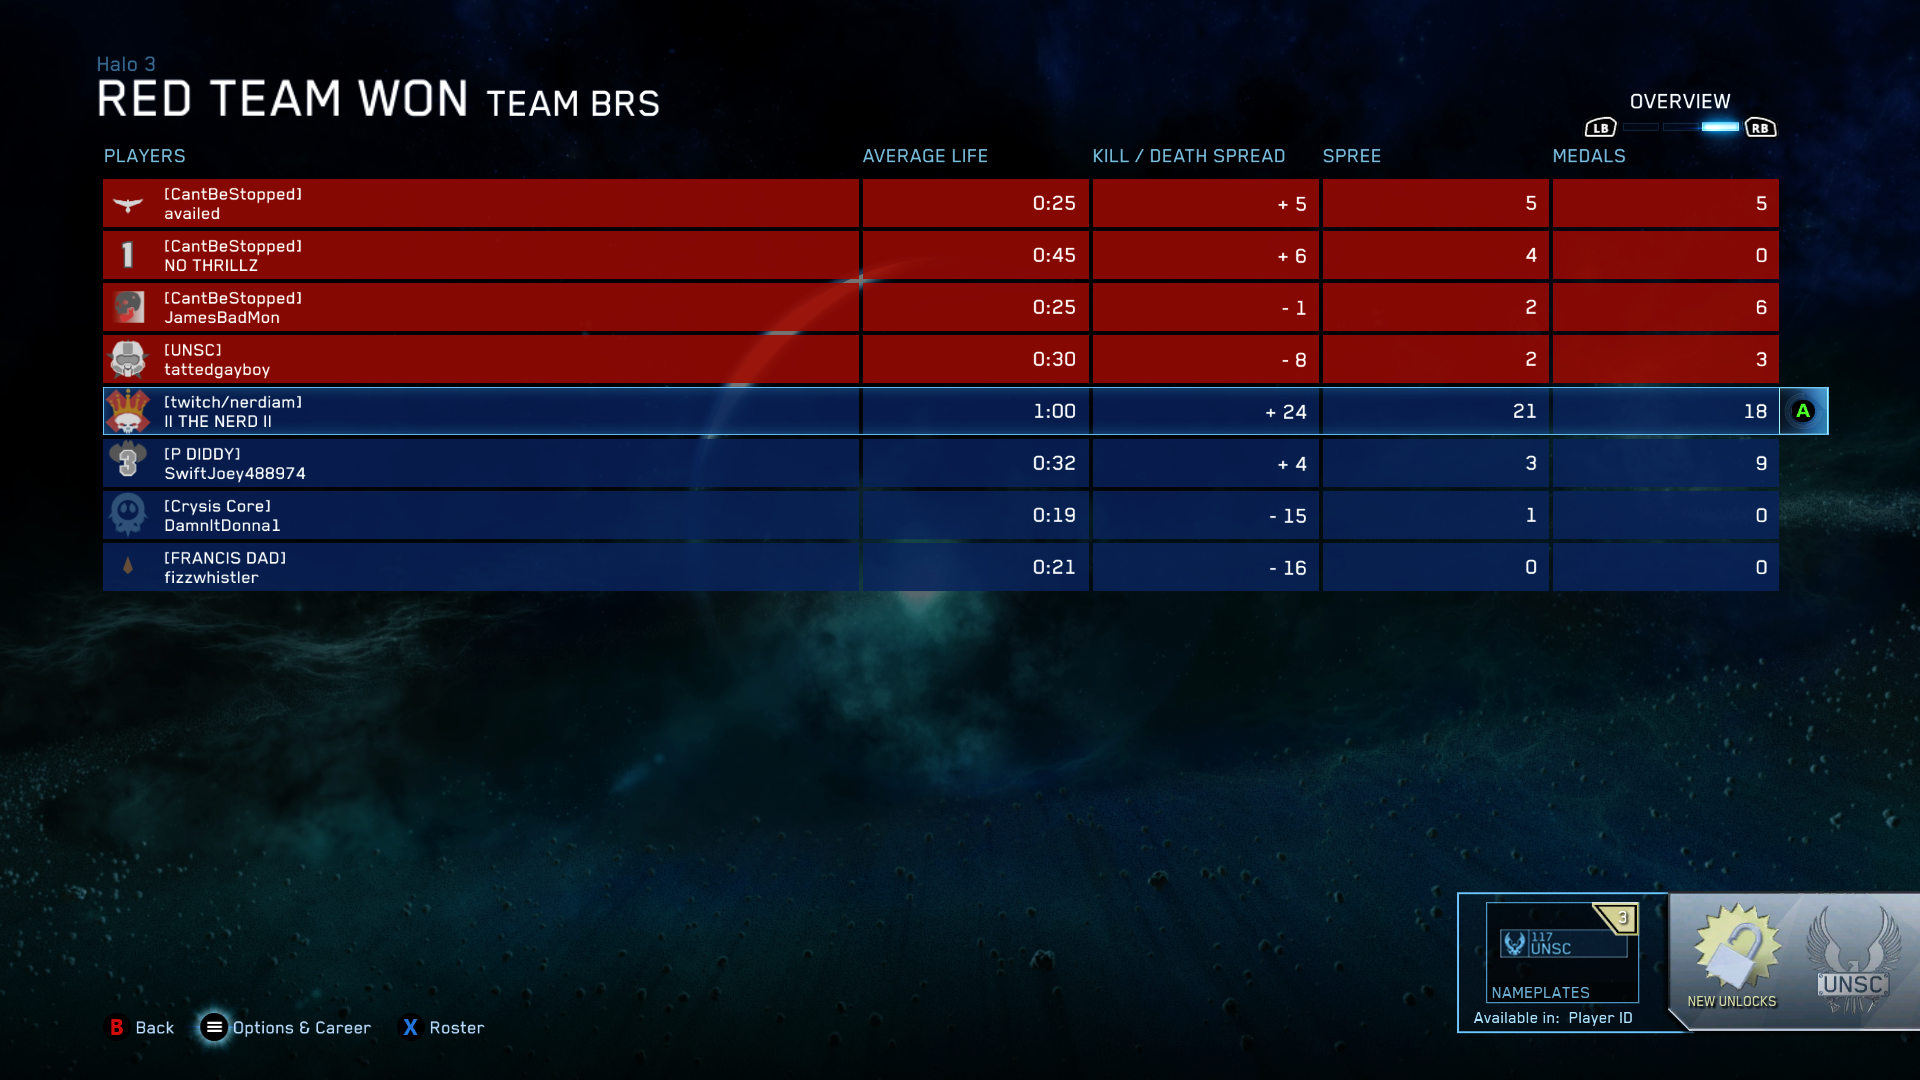 Halo 3
RED TEAM WON TEAM BRS
OVERVIEW
LB RB
PLAYERS AVERAGE LIFE KILL / DEATH SPREAD SPREE MEDALS
[CantBeStopped]
availed 0:25 + 5 5 5
1 [CantBeStopped]
NO THRILLZ 0:45 + 6 4 0
[CantBeStopped]
JamesBadMon 0:25 - 1 2 6
[UNSC]
tattedgayboy 0:30 - 8 2 3
[twitch/nerdiam]
II THE NERD II 1:00 + 24 21 18 A
3 [P DIDDY]
SwiftJoey488974 0:32 + 4 3 9
[Crysis Core]
DamnItDonna1 0:19 - 15 1 0
[FRANCIS DAD]
fizzwhistler 0:21 - 16 0 0
3
117
UNSC
NAMEPLATES
Available in: Player ID
NEW UNLOCKS
UNSC
B Back Options & Career X Roster